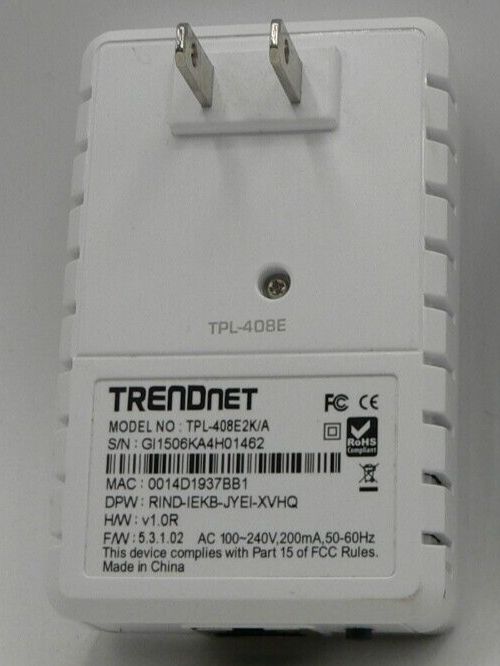 TPL-408E
TRENDnet
FC CE
MODEL NO : TPL-408E2K/A
S/N : GI1506KA4H01462
RoHS
Compliant
MAC : 0014D1937BB1
DPW : RIND-IEKB-JYEI-XVHQ
H/W : v1.0R
F/W : 5.3.1.02 AC 100~240V,200mA,50-60Hz
This device complies with Part 15 of FCC Rules.
Made in China